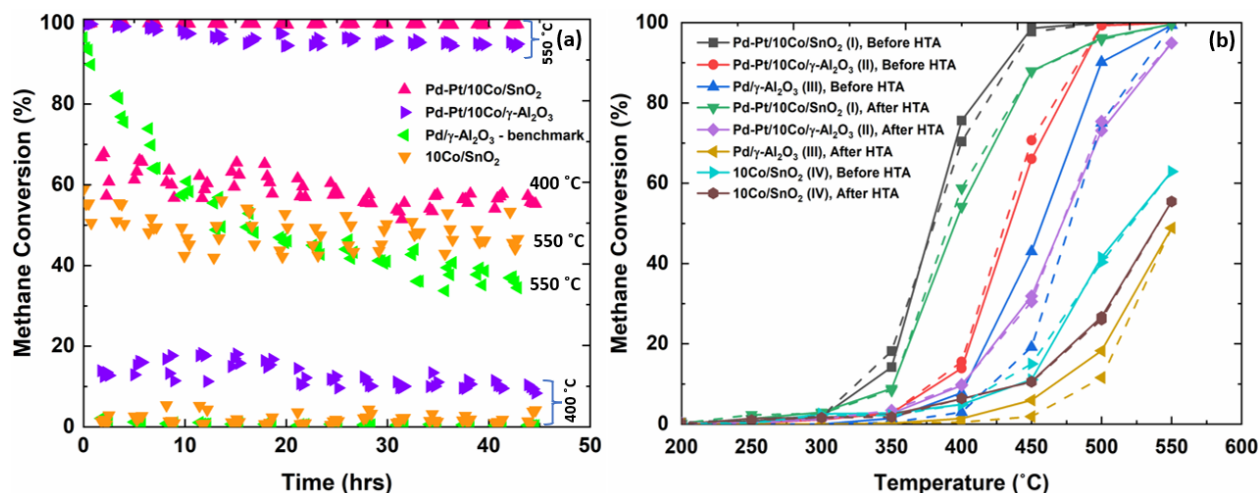 Methane Conversion (%)
100
90
80
70
60
50
40
30
20
10
0
0
10
20
30
40
50
Time (hrs)
(a)
550 ˚C
Pd-Pt/10Co/SnO₂
Pd-Pt/10Co/γ-Al₂O₃
Pd/γ-Al₂O₃ - benchmark
10Co/SnO₂
400 ˚C
550 ˚C
550 ˚C
400 ˚C
Methane Conversion (%)
100
80
60
40
20
0
200
250
300
350
400
450
500
550
600
Temperature (˚C)
(b)
Pd-Pt/10Co/SnO₂ (I), Before HTA
Pd-Pt/10Co/γ-Al₂O₃ (II), Before HTA
Pd/γ-Al₂O₃ (III), Before HTA
Pd-Pt/10Co/SnO₂ (I), After HTA
Pd-Pt/10Co/γ-Al₂O₃ (II), After HTA
Pd/γ-Al₂O₃ (III), After HTA
10Co/SnO₂ (IV), Before HTA
10Co/SnO₂ (IV), After HTA